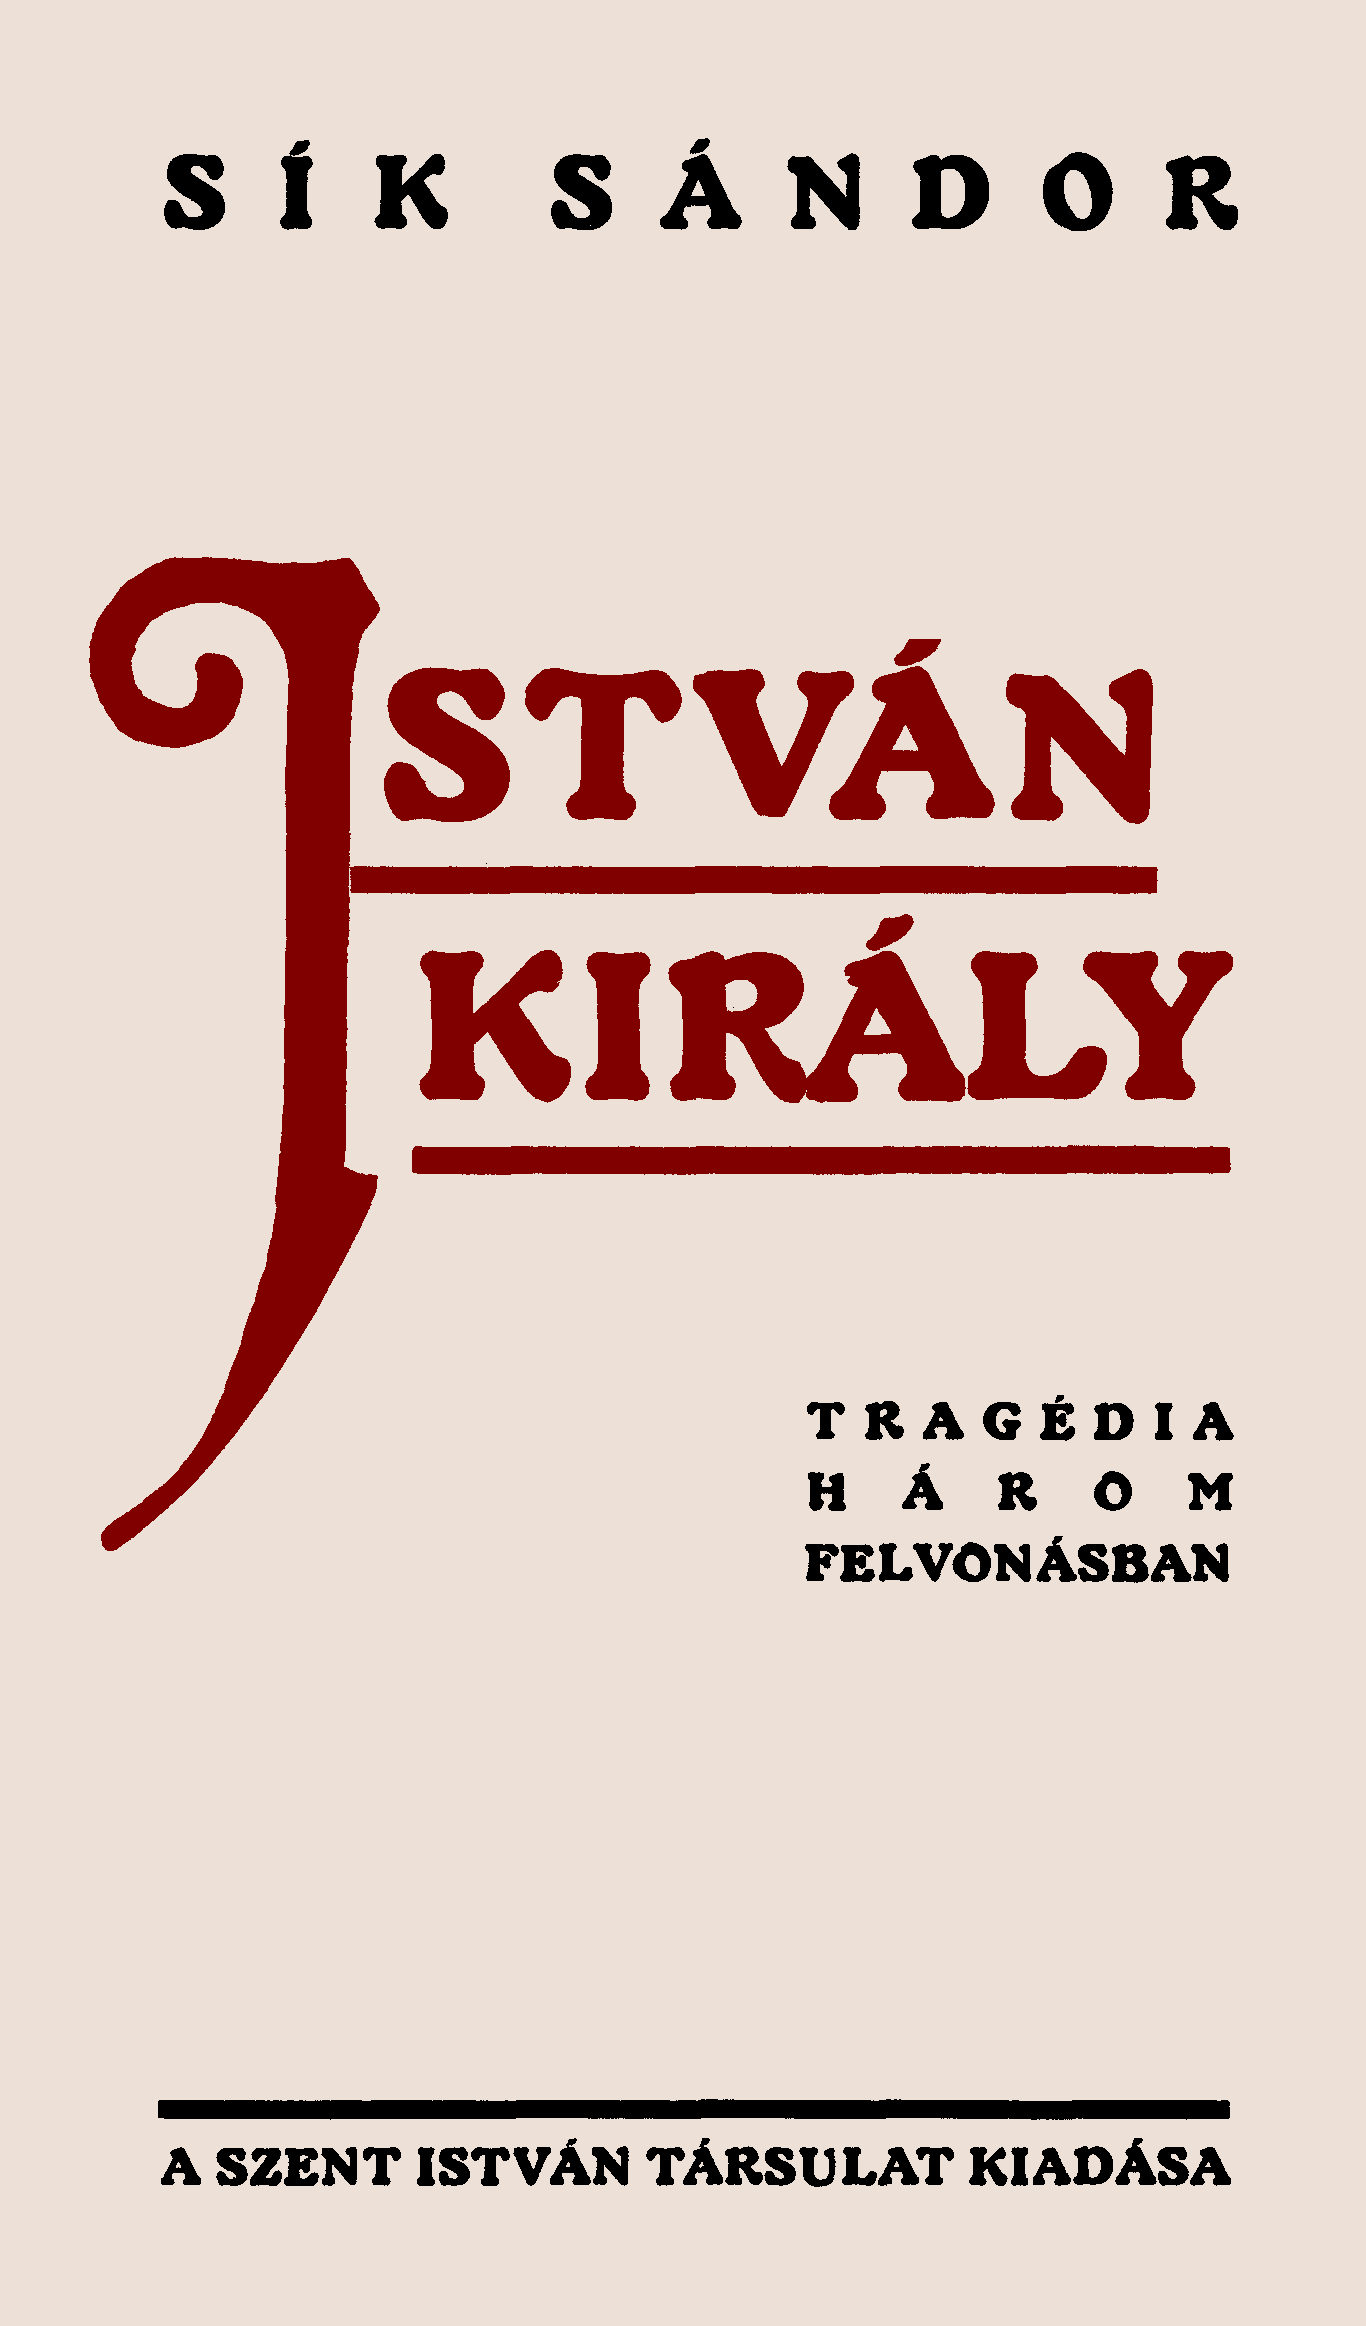 SÍK SÁNDOR
ISTVÁN
KIRÁLY
TRAGÉDIA
HÁROM
FELVONÁSBAN
A SZENT ISTVÁN TÁRSULAT KIADÁSA